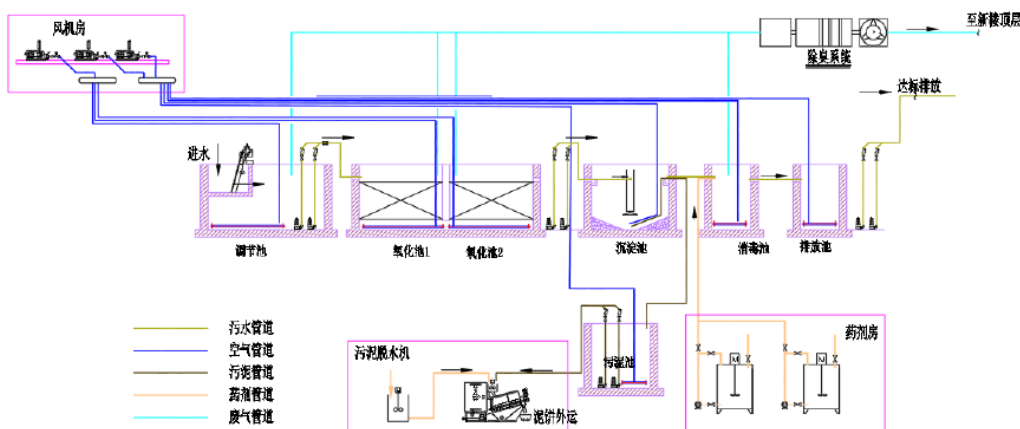 风机房
至新楼顶层
除臭系统
达标排放
进水
调节池
氧化池1
氧化池2
沉淀池
消毒池
排放池
污水管道
空气管道
污泥管道
药剂管道
废气管道
污泥脱水机
泥饼外运
污泥池
药剂房
M
M